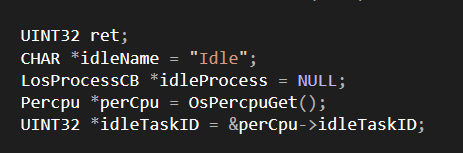 UINT32 ret;
CHAR *idleName = "Idle";
LosProcessCB *idleProcess = NULL;
Percpu *perCpu = OsPercpuGet();
UINT32 *idleTaskID = &perCpu->idleTaskID;